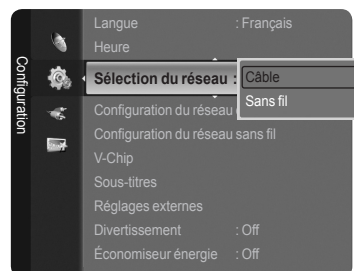 Configuration
Langue : Français
Heure
Sélection du réseau : Câble
Sans fil
Configuration du réseau
Configuration du réseau sans fil
V-Chip
Sous-titres
Réglages externes
Divertissement : Off
Économiseur énergie : Off